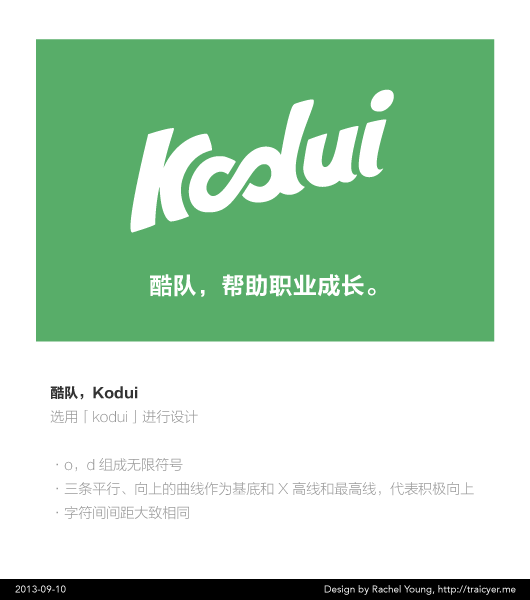 Kodui
酷队，帮助职业成长。
酷队，Kodui
选用「kodui」进行设计
· o，d 组成无限符号
· 三条平行、向上的曲线作为基底和 X 高线和最高线，代表积极向上
· 字符间间距大致相同
2013-09-10
Design by Rachel Young, http://traicyer.me